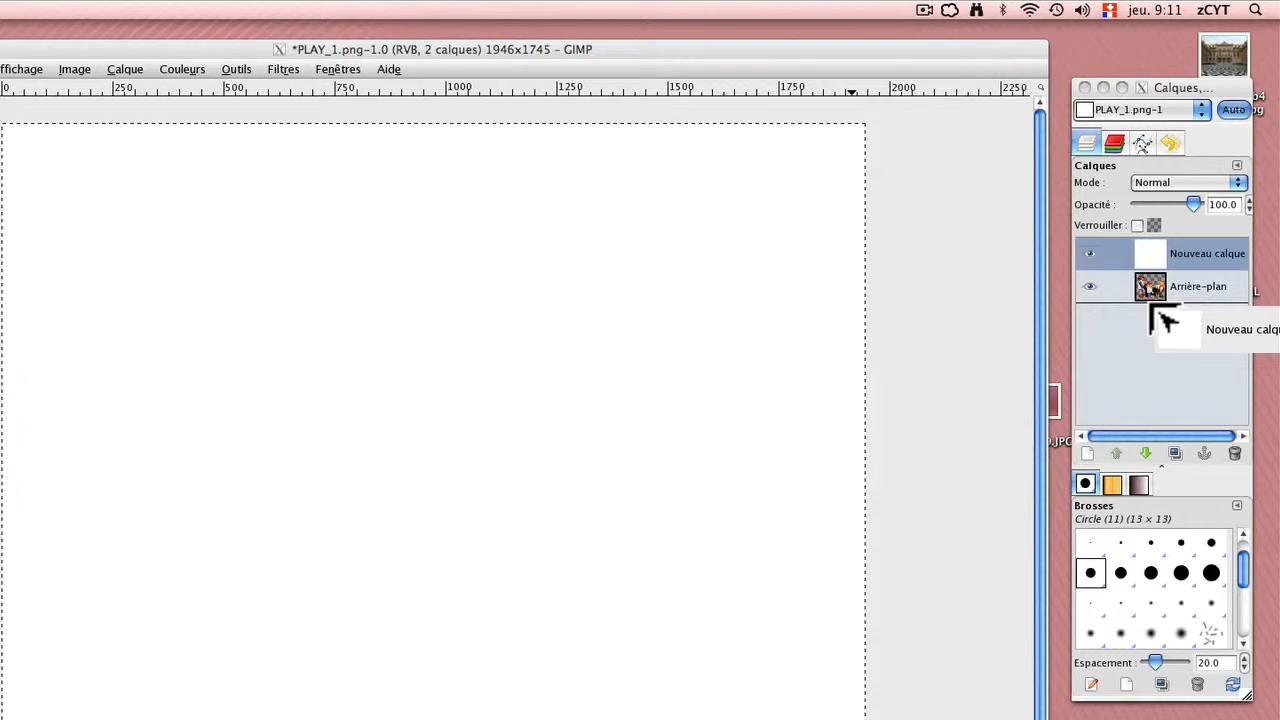 jeu. 9:11 zCYT
*PLAY_1.png-1.0 (RVB, 2 calques) 1946x1745 – GIMP
ffichage Image Calque Couleurs Outils Filtres Fenêtres Aide
0 250 500 750 1000 1250 1500 1750 2000 2250
Calques,...
PLAY_1.png-1 Auto
Calques
Mode : Normal
Opacité : 100.0
Verrouiller :
Nouveau calque
Arrière-plan
Nouveau calqu
Brosses
Circle (11) (13 × 13)
Espacement : 20.0